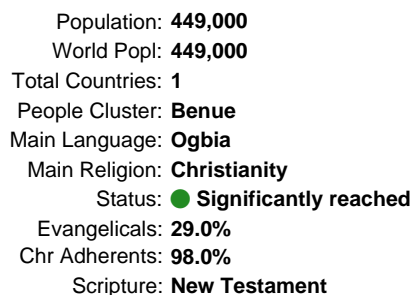 Population: 449,000
World Popl: 449,000
Total Countries: 1
People Cluster: Benue
Main Language: Ogbia
Main Religion: Christianity
Status: Significantly reached
Evangelicals: 29.0%
Chr Adherents: 98.0%
Scripture: New Testament